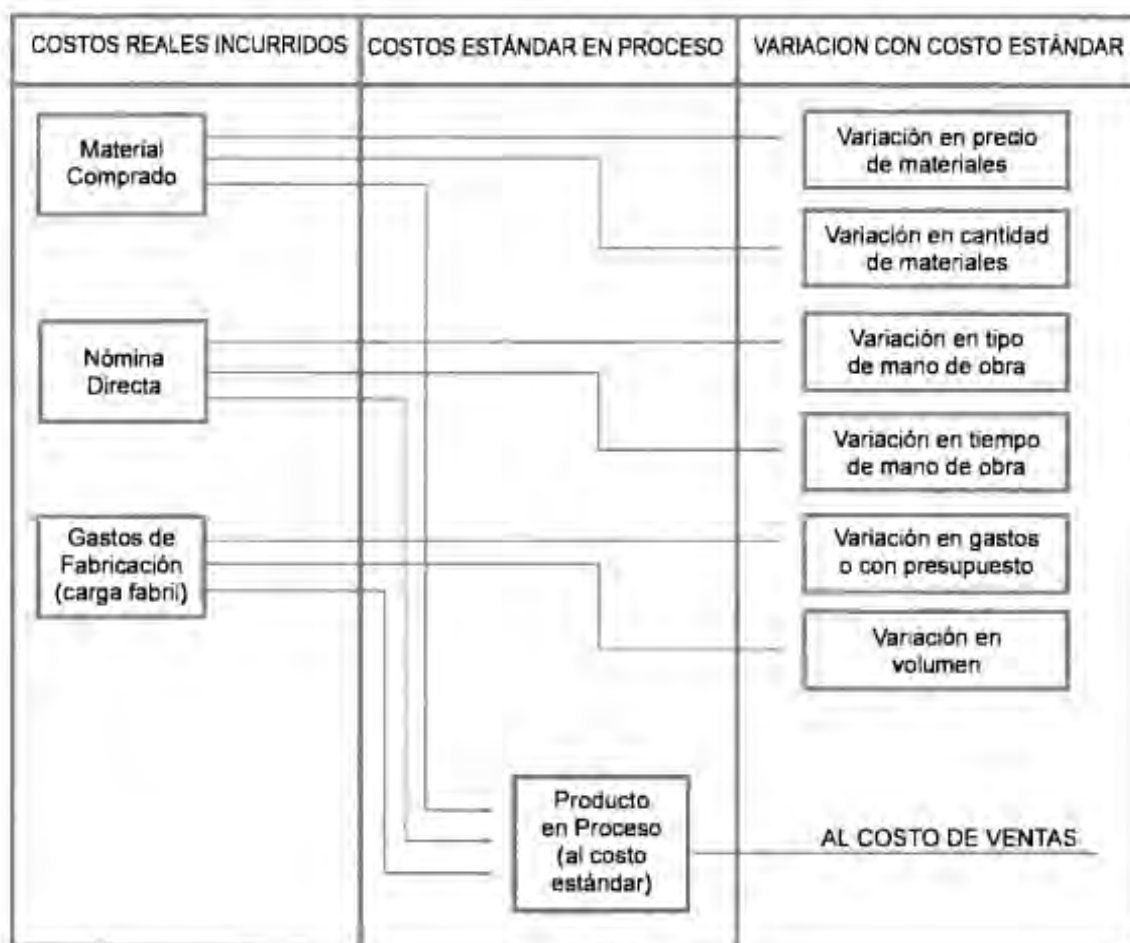 COSTOS REALES INCURRIDOS
COSTOS ESTÁNDAR EN PROCESO
VARIACION CON COSTO ESTÁNDAR
Material
Comprado
Variación en precio
de materiales
Variación en cantidad
de materiales
Nómina
Directa
Variación en tipo
de mano de obra
Variación en tiempo
de mano de obra
Gastos de
Fabricación
(carga fabril)
Variación en gastos
o con presupuesto
Variación en
volumen
Producto
en Proceso
(al costo
estándar)
AL COSTO DE VENTAS